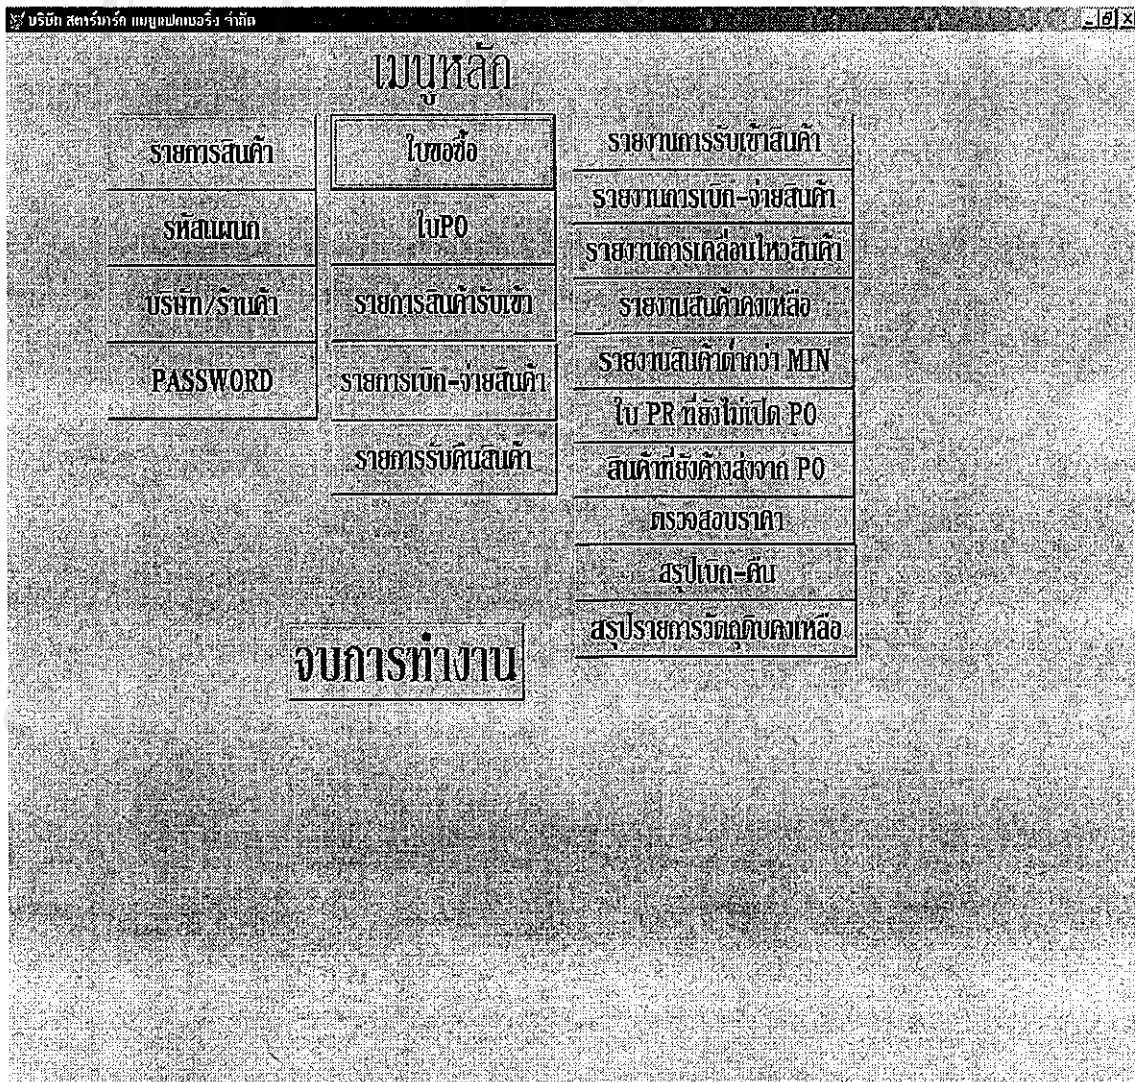 บริษัท สตาร์มาร์ค แมนูแฟคเชอริ่ง จำกัด
เมนูหลัก
รายการสินค้า
รหัสแผนก
บริษัท/ร้านค้า
PASSWORD
ใบขอซื้อ
ใบPO
รายการสินค้ารับเข้า
รายการเบิก-จ่ายสินค้า
รายการรับคืนสินค้า
รายงานการรับเข้าสินค้า
รายงานการเบิก-จ่ายสินค้า
รายงานการเคลื่อนไหวสินค้า
รายงานสินค้าคงเหลือ
รายงานสินค้าต่ำกว่า MIN
ใบ PR ที่ยังไม่เปิด PO
สินค้าที่ยังค้างส่งจาก PO
ตรวจสอบราคา
สรุปเบิก-คืน
สรุปรายการวัตถุดิบคงเหลือ
จบการทำงาน